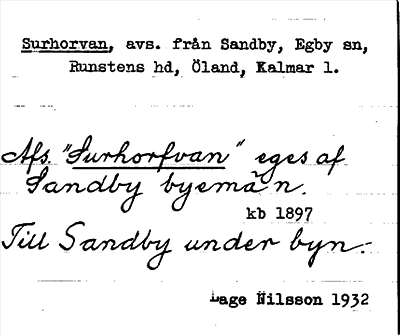 Surhorvan, avs. från Sandby, Egby sn,
Runstens hd, Öland, Kalmar l.
Afs. "Surhorfvan" eges af
Sandby byemän.
kb 1897
Till Sandby under byn.-
Lage Nilsson 1932